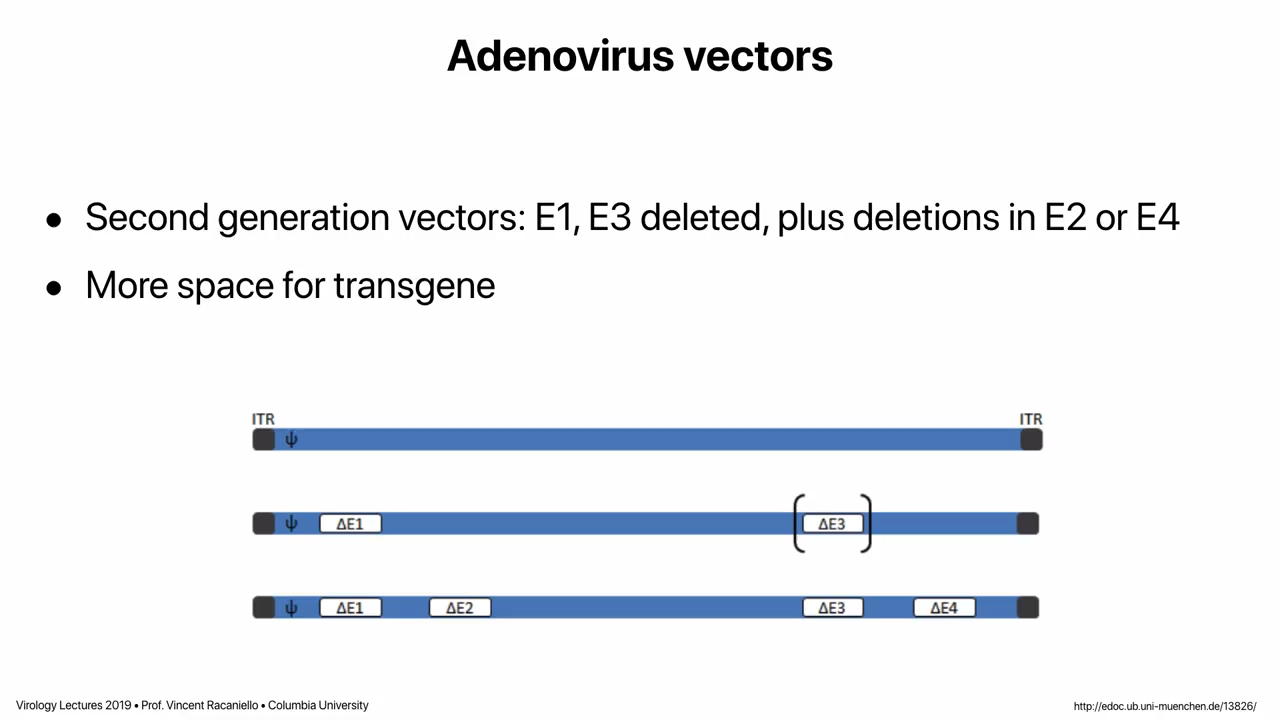 Adenovirus vectors
• Second generation vectors: E1, E3 deleted, plus deletions in E2 or E4
• More space for transgene
ITR ITR
ψ
ψ ΔE1 ΔE3
ψ ΔE1 ΔE2 ΔE3 ΔE4
Virology Lectures 2019 • Prof. Vincent Racaniello • Columbia University
http://edoc.ub.uni-muenchen.de/13826/